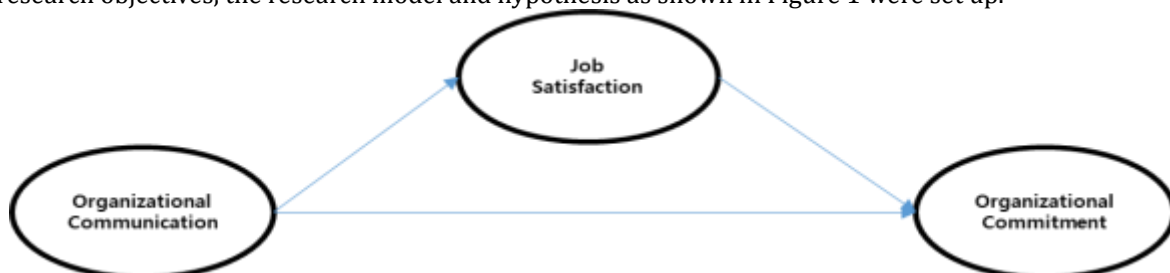 research objectives, the research model and hypothesis as shown in Figure 1 were set up.
Job
Satisfaction
Organizational
Communication
Organizational
Commitment